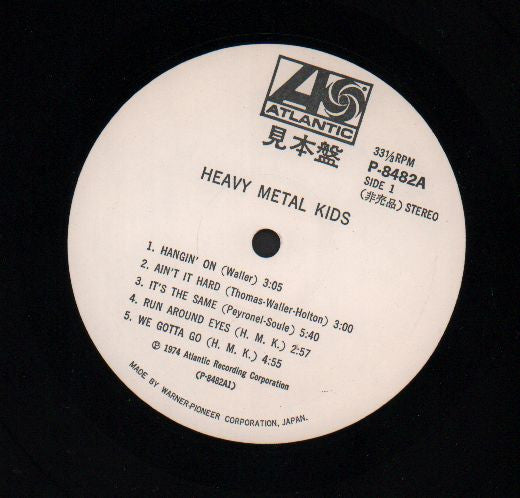 ATLANTIC
見本盤
33⅓RPM
P-8482A
SIDE 1
(非売品) STEREO
HEAVY METAL KIDS
1. HANGIN' ON (Waller) 3:05
2. AIN'T IT HARD (Thomas-Waller-Holton) 3:00
3. IT'S THE SAME (Peyronel-Soule) 5:40
4. RUN AROUND EYES (H. M. K.) 2:57
5. WE GOTTA GO (H. M. K.) 4:55
℗ 1974 Atlantic Recording Corporation
(P-8482A1)
MADE BY WARNER-PIONEER CORPORATION, JAPAN.